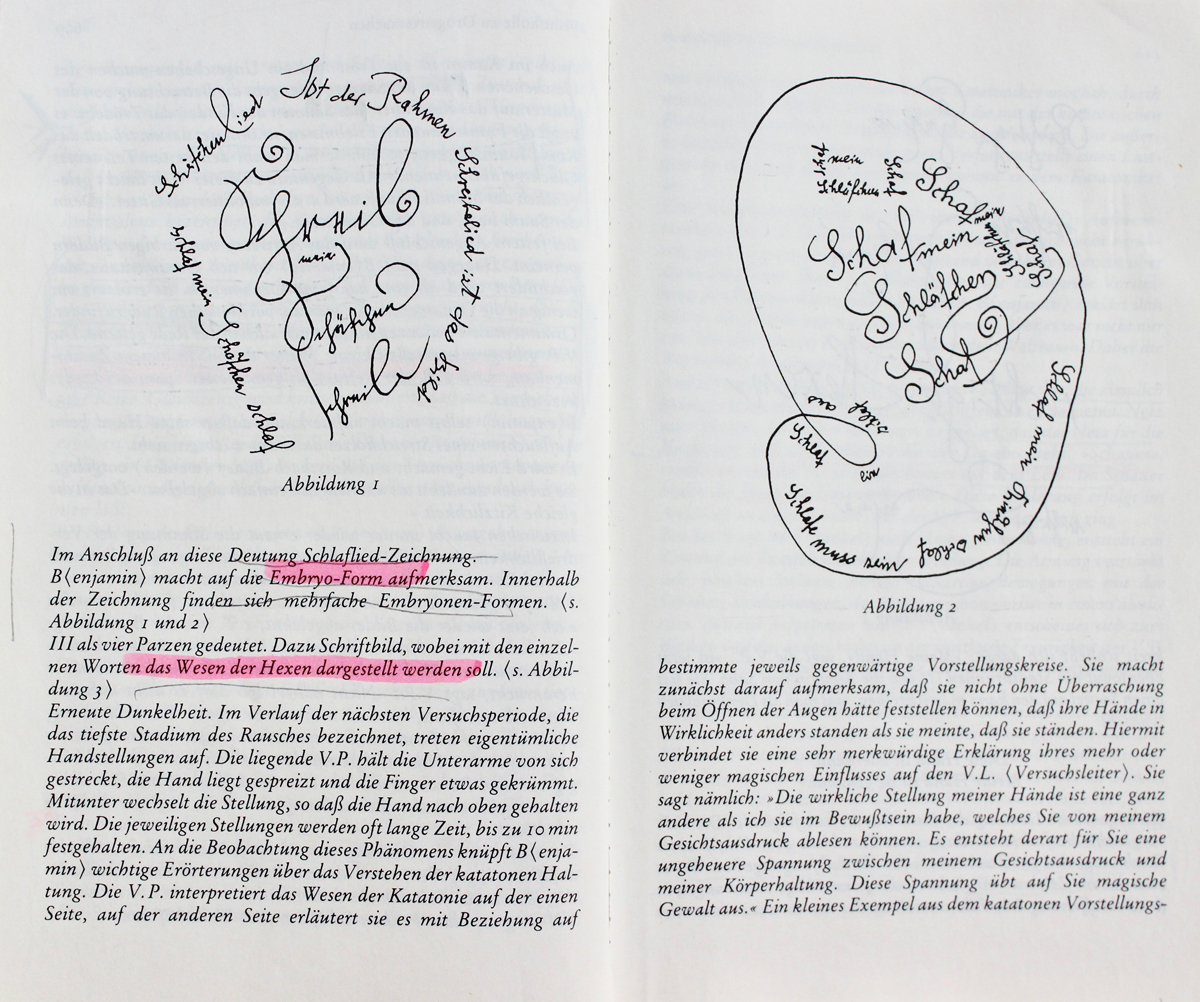 Schäfchen lied
Ist der Rahmen
Schreibelied ist das Bild
schlaf mein Schäfchen schlaf
mein
Schäfchen
Abbildung 1
Im Anschluß an diese Deutung Schlaflied-Zeichnung.
B⟨enjamin⟩ macht auf die Embryo-Form aufmerksam. Innerhalb
der Zeichnung finden sich mehrfache Embryonen-Formen. ⟨s.
Abbildung 1 und 2⟩
III als vier Parzen gedeutet. Dazu Schriftbild, wobei mit den einzel-
nen Worten das Wesen der Hexen dargestellt werden soll. ⟨s. Abbil-
dung 3⟩
Erneute Dunkelheit. Im Verlauf der nächsten Versuchsperiode, die
das tiefste Stadium des Rausches bezeichnet, treten eigentümliche
Handstellungen auf. Die liegende V.P. hält die Unterarme von sich
gestreckt, die Hand liegt gespreizt und die Finger etwas gekrümmt.
Mitunter wechselt die Stellung, so daß die Hand nach oben gehalten
wird. Die jeweiligen Stellungen werden oft lange Zeit, bis zu 10 min
festgehalten. An die Beobachtung dieses Phänomens knüpft B⟨enja-
min⟩ wichtige Erörterungen über das Verstehen der katatonen Hal-
tung. Die V.P. interpretiert das Wesen der Katatonie auf der einen
Seite, auf der anderen Seite erläutert sie es mit Beziehung auf
mein
Schläfchen
Schaf
Schaf
mein
Schläfchen
Schaf
Schaf mein
Schläfchen
Schaf
schlaf aus
Schlaf
ein
Schlafe muss sein
schlaf mein
schlaf
Abbildung 2
bestimmte jeweils gegenwärtige Vorstellungskreise. Sie macht
zunächst darauf aufmerksam, daß sie nicht ohne Überraschung
beim Öffnen der Augen hätte feststellen können, daß ihre Hände in
Wirklichkeit anders standen als sie meinte, daß sie ständen. Hiermit
verbindet sie eine sehr merkwürdige Erklärung ihres mehr oder
weniger magischen Einflusses auf den V.L. ⟨Versuchsleiter⟩. Sie
sagt nämlich: »Die wirkliche Stellung meiner Hände ist eine ganz
andere als ich sie im Bewußtsein habe, welches Sie von meinem
Gesichtsausdruck ablesen können. Es entsteht derart für Sie eine
ungeheuere Spannung zwischen meinem Gesichtsausdruck und
meiner Körperhaltung. Diese Spannung übt auf Sie magische
Gewalt aus.« Ein kleines Exempel aus dem katatonen Vorstellungs-